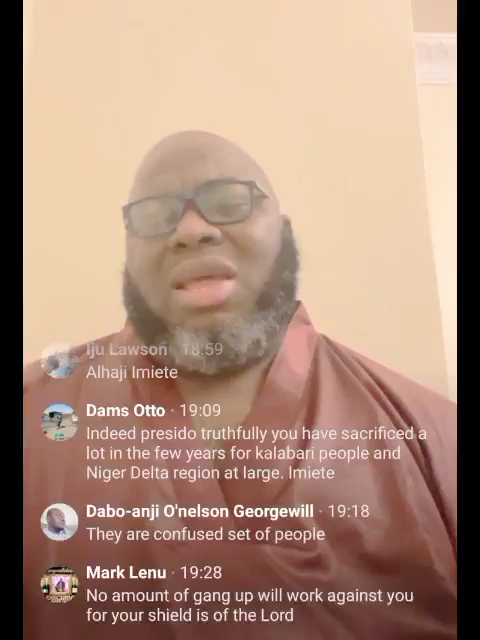 Iju Lawson · 18:59
Alhaji Imiete
Dams Otto · 19:09
Indeed presido truthfully you have sacrificed a
lot in the few years for kalabari people and
Niger Delta region at large. Imiete
Dabo-anji O'nelson Georgewill · 19:18
They are confused set of people
Mark Lenu · 19:28
No amount of gang up will work against you
for your shield is of the Lord